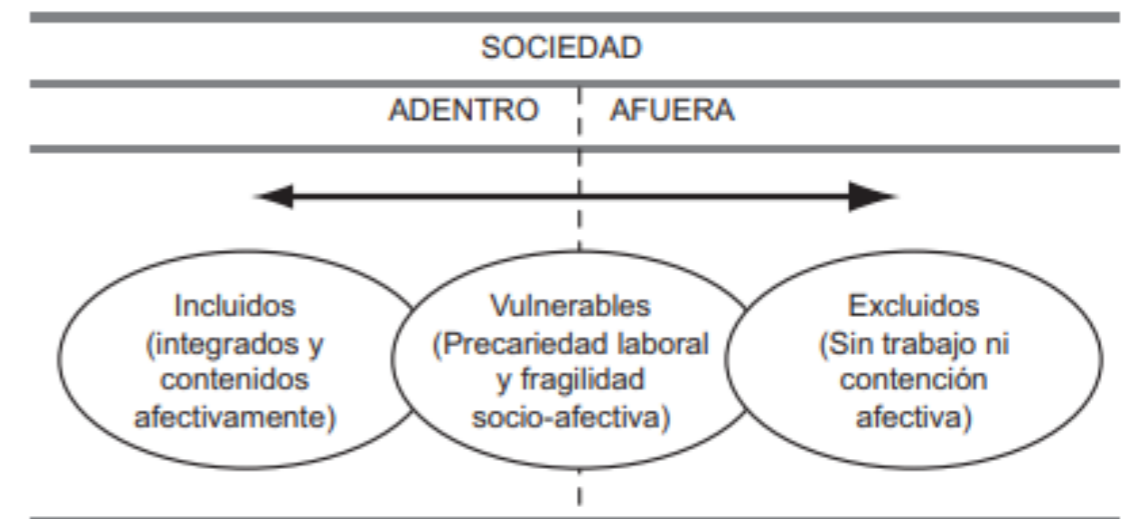 SOCIEDAD
ADENTRO
AFUERA
Incluidos
(integrados y
contenidos
afectivamente)
Vulnerables
(Precariedad laboral
y fragilidad
socio-afectiva)
Excluidos
(Sin trabajo ni
contención
afectiva)